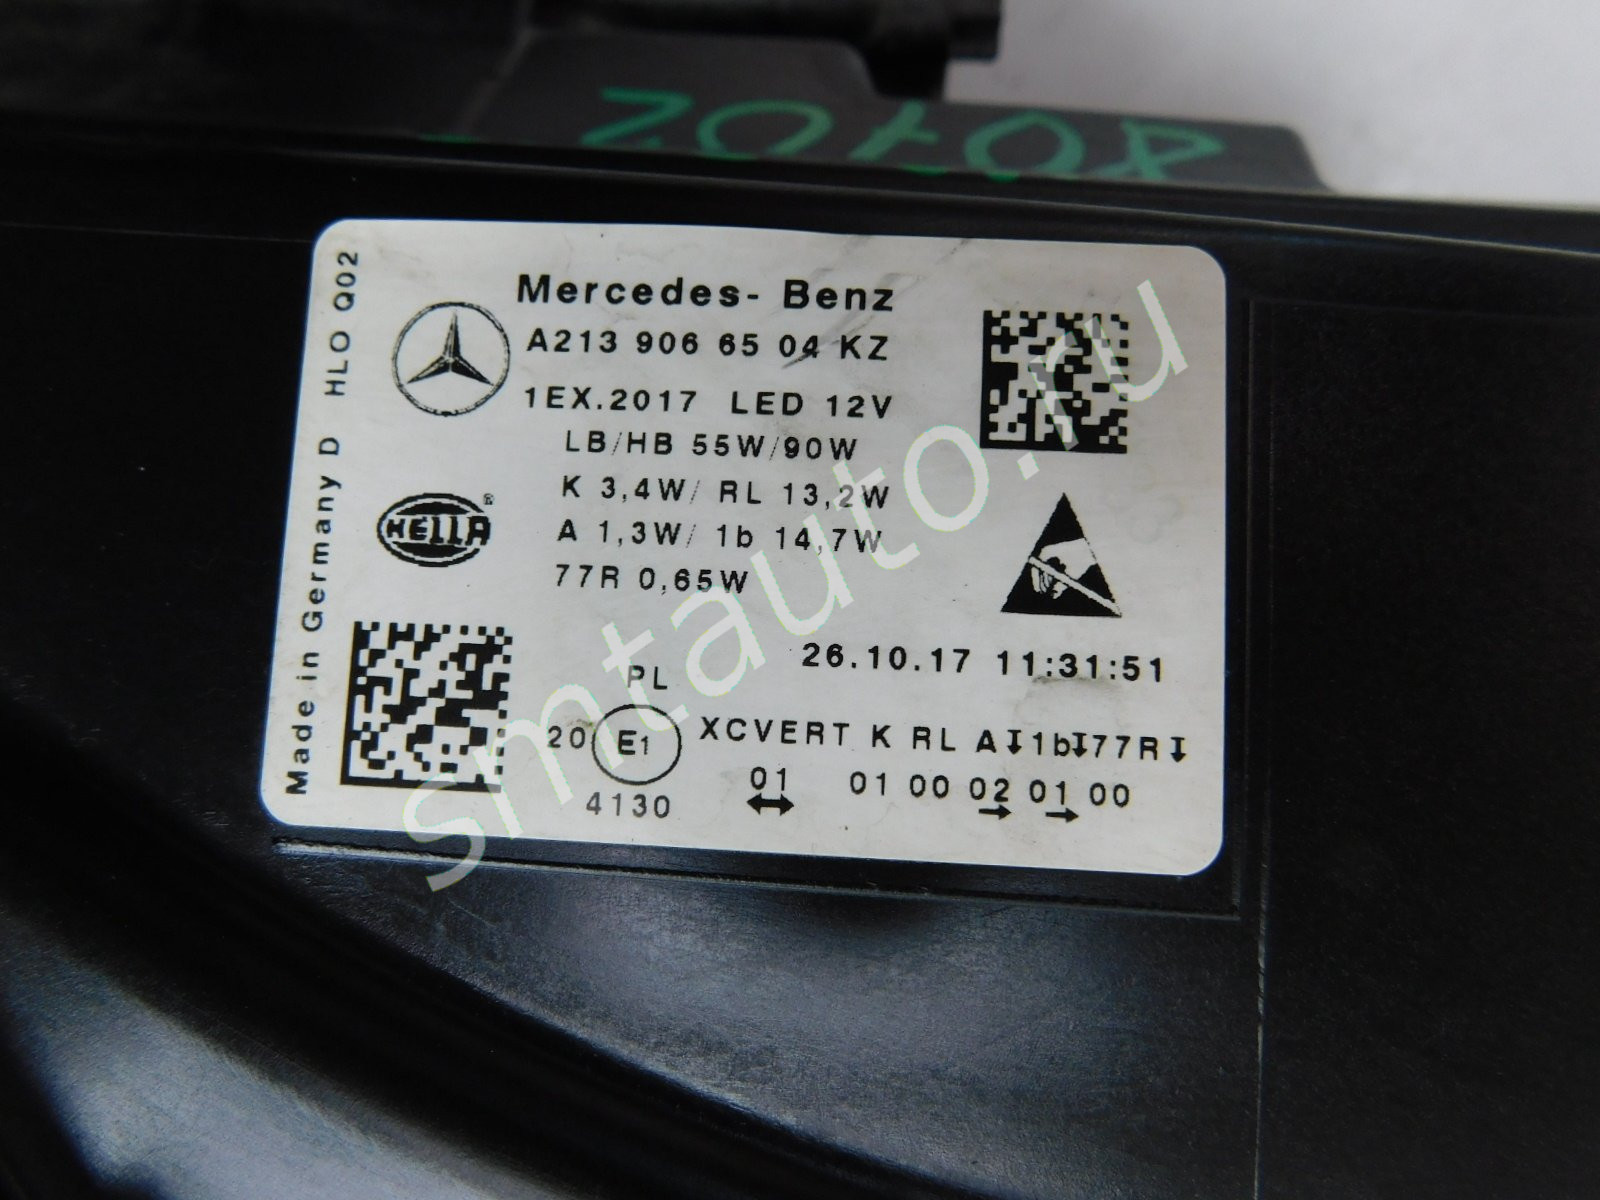 80702
Mercedes- Benz
A213 906 65 04 KZ
1EX.2017 LED 12V
LB/HB 55W/90W
K 3,4W/ RL 13,2W
A 1,3W/ 1b 14,7W
77R 0,65W
HELLA®
Made in Germany D HLO Q02
26.10.17 11:31:51
PL
20 E1 XCVERT K RL A↧1b↧77R↧
4130 01 01 00 02 01 00
smtauto.ru